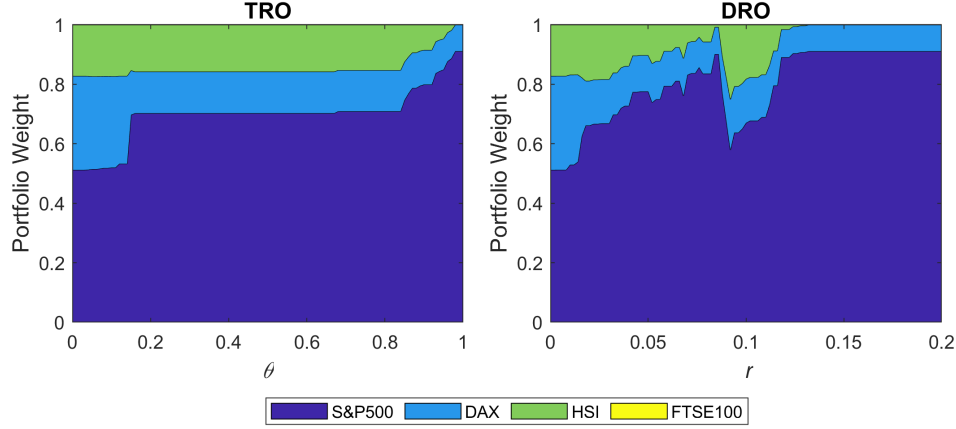 TRO
DRO
Portfolio Weight
1
0.8
0.6
0.4
0.2
0
0 0.2 0.4 0.6 0.8 1
θ
Portfolio Weight
1
0.8
0.6
0.4
0.2
0
0 0.05 0.1 0.15 0.2
r
S&P500 DAX HSI FTSE100